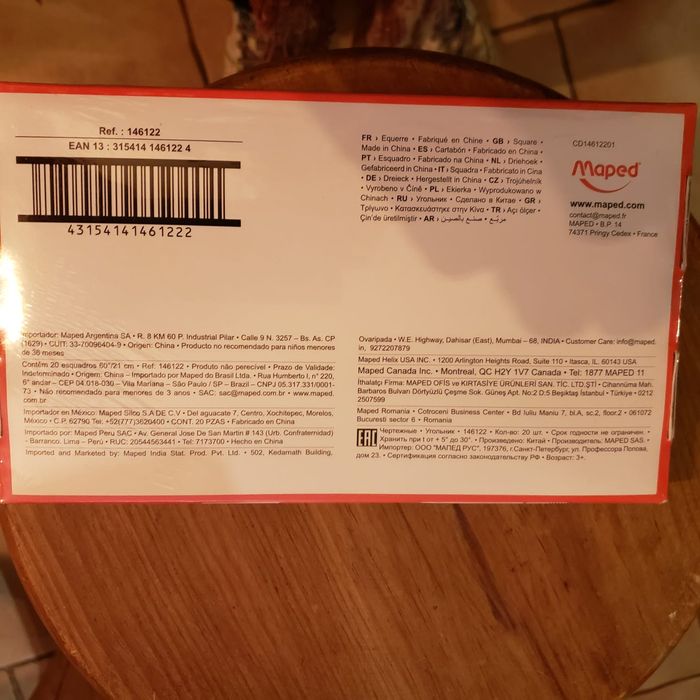 Ref. : 146122
EAN 13 : 315414 146122 4
43154141461222
FR › Equerre • Fabriqué en Chine • GB › Square •
Made in China • ES › Cartabón • Fabricado en China •
PT › Esquadro • Fabricado na China • NL › Driehoek •
Gefabriceerd in China • IT › Squadra • Fabbricato in Cina
• DE › Dreieck • Hergestellt in China • CZ › Trojúhelník
• Vyrobeno v Číně • PL › Ekierka • Wyprodukowano w
Chinach • RU › Угольник • Сделано в Китае • GR ›
Τρίγωνο • Κατασκευάστηκε στην Κίνα • TR › Açı ölçer •
Çin'de üretilmiştir • AR › مربّع • صنع بالصين
CD14612201
Maped
www.maped.com
contact@maped.fr
MAPED • B.P. 14
74371 Pringy Cedex • France
Importador: Maped Argentina SA • R. 8 KM 60 P. Industrial Pilar • Calle 9 N. 3257 – Bs. As. CP
(1629) • CUIT: 33-70096404-9 • Origen: China • Producto no recomendado para niños menores
de 36 meses
Contém 20 esquadros 60°/21 cm • Ref: 146122 • Produto não perecível • Prazo de Validade:
Indeterminado • Origem: China – Importado por Maped do Brasil Ltda. • Rua Humberto I, n° 220,
6° andar – CEP 04.018-030 – Vila Mariana – São Paulo / SP – Brazil – CNPJ 05.317.331/0001-
73 • Não recomendado para menores de 3 anos • SAC: sac@maped.com.br • www.maped.
com.br
Importado en México: Maped Silco S.A DE C.V • Del aguacate 7, Centro, Xochitepec, Morelos,
México • C.P. 62790 Tel. +52(777)3620400 • CONT. 20 PZAS • Fabricado en China
Importado por: Maped Peru SAC • Av. General Jose De San Martin # 143 (Urb. Confraternidad)
- Barranco. Lima – Perú • RUC: 20544563441 • Tel: 7173700 • Hecho en China
Imported and Marketed by: Maped India Stat. Prod. Pvt. Ltd. • 502, Kedarnath Building,
Ovaripada • W.E. Highway, Dahisar (East), Mumbai – 68, INDIA • Customer Care: info@maped.
in, 9272207879
Maped Helix USA INC. • 1200 Arlington Heights Road, Suite 110 • Itasca, IL. 60143 USA
Maped Canada Inc. • Montreal, QC H2Y 1V7 Canada • Tel: 1877 MAPED 11
İthalatçı Firma: MAPED OFİS ve KIRTASİYE ÜRÜNLERİ SAN. TİC. LTD.ŞTİ • Cihannüma Mah.
Barbaros Bulvarı Dörtyüzlü Çeşme Sok. Güneş Apt. No:2 D:5 Beşiktaş İstanbul • Türkiye • 0212
2507599
Maped Romania • Cotroceni Business Center • Bd Iuliu Maniu 7, bl.A, sc.2, floor.2 • 061072
Bucuresti sector 6 • Romania
EAC Чертежные • Угольник • 146122 • Кол-во: 20 шт. • Срок годности не ограничен. •
Хранить при t от + 5° до 30°. • Произведено: Китай • Производитель: MAPED SAS. •
Импортер: ООО "МАПЕД РУС", 197376, г.Санкт-Петербург, ул. Профессора Попова,
дом 23. • Сертификация согласно законодательству РФ • Возраст: 3+.